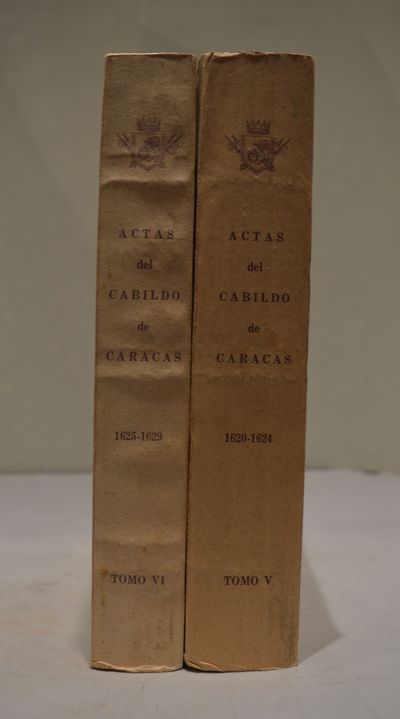 ACTAS
del
CABILDO
de
CARACAS
1625-1629
TOMO VI
ACTAS
del
CABILDO
de
CARACAS
1620-1624
TOMO V